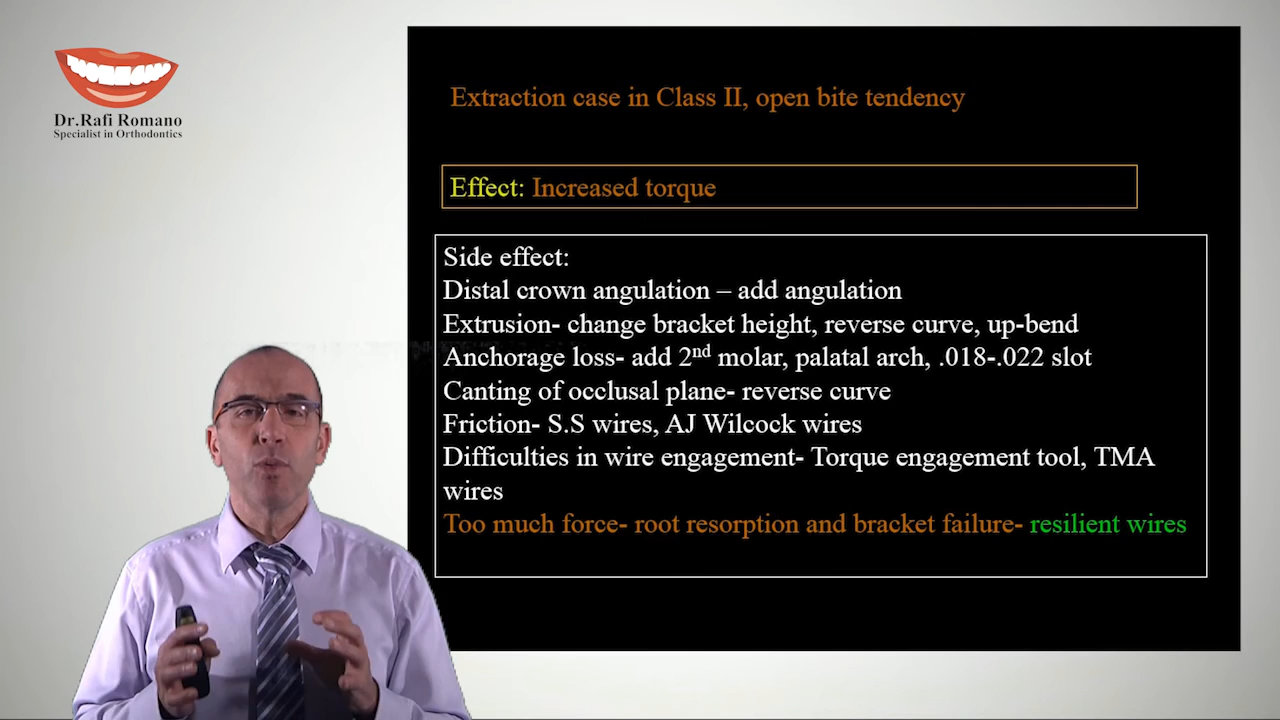 Dr.Rafi Romano
Specialist in Orthodontics
Extraction case in Class II, open bite tendency
Effect: Increased torque
Side effect:
Distal crown angulation – add angulation
Extrusion- change bracket height, reverse curve, up-bend
Anchorage loss- add 2nd molar, palatal arch, .018-.022 slot
Canting of occlusal plane- reverse curve
Friction- S.S wires, AJ Wilcock wires
Difficulties in wire engagement- Torque engagement tool, TMA
wires
Too much force- root resorption and bracket failure- resilient wires